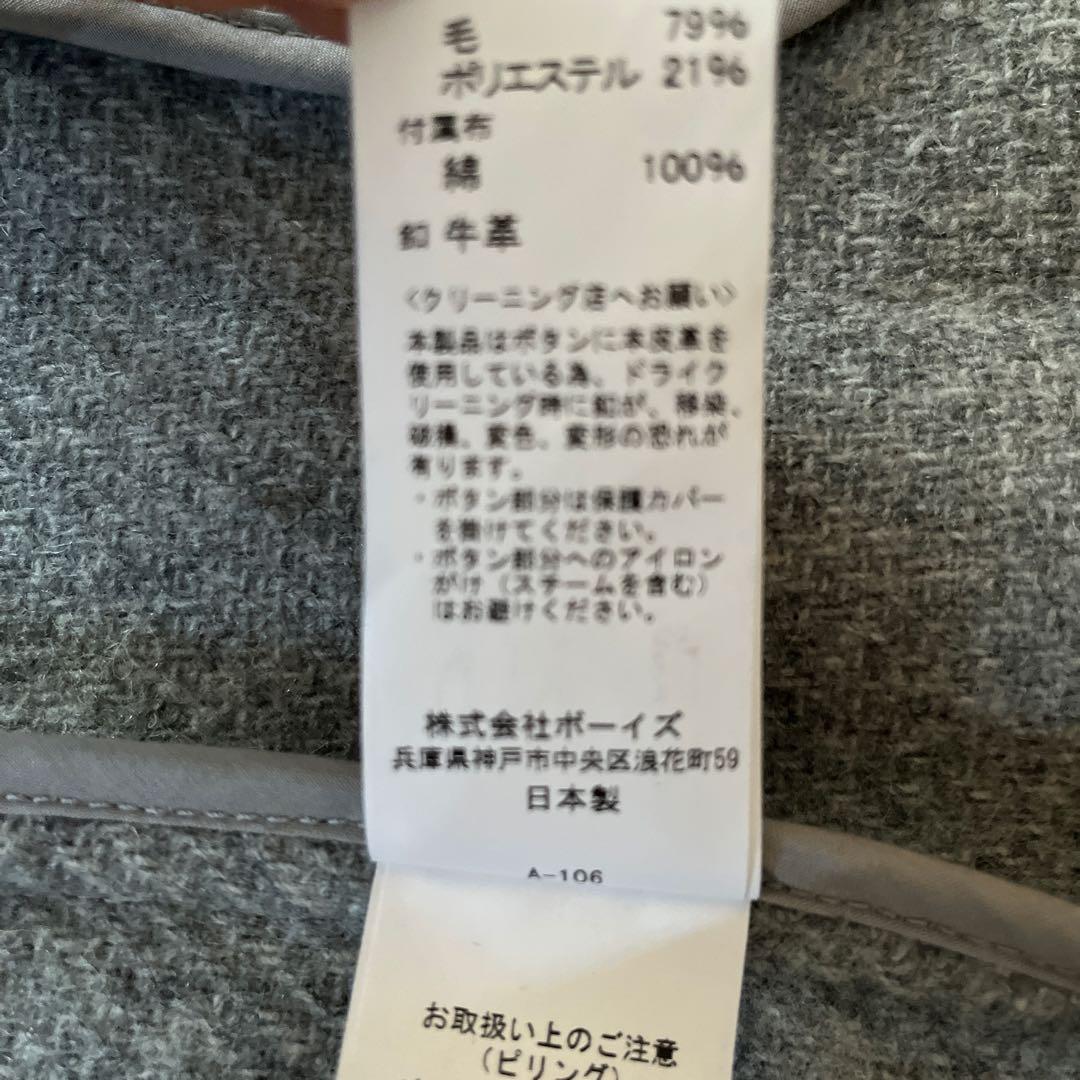 毛 79%
ポリエステル 21%
付属布
綿 100%
釦 牛革
〈クリーニング店へお願い〉
本製品はボタンに本皮革を
使用している為、ドライク
リーニング時に釦が、移染、
破損、変色、変形の恐れが
有ります。
・ボタン部分は保護カバー
を掛けてください。
・ボタン部分へのアイロン
がけ(スチームを含む)
はお避けください。
株式会社ボーイズ
兵庫県神戸市中央区浪花町59
日本製
A-106
お取扱い上のご注意
(ピリング)